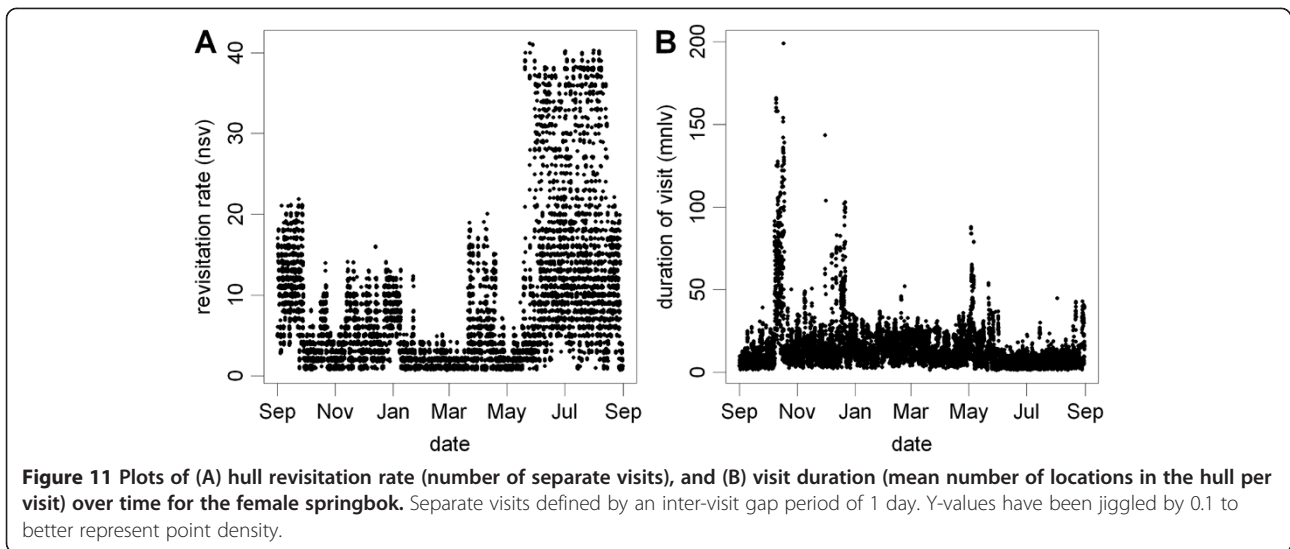 A
B
revisitation rate (nsv)
0 10 20 30 40
Sep Nov Jan Mar May Jul Sep
date
duration of visit (mnlv)
0 50 100 150 200
Sep Nov Jan Mar May Jul Sep
date
Figure 11 Plots of (A) hull revisitation rate (number of separate visits), and (B) visit duration (mean number of locations in the hull per
visit) over time for the female springbok. Separate visits defined by an inter-visit gap period of 1 day. Y-values have been jiggled by 0.1 to
better represent point density.